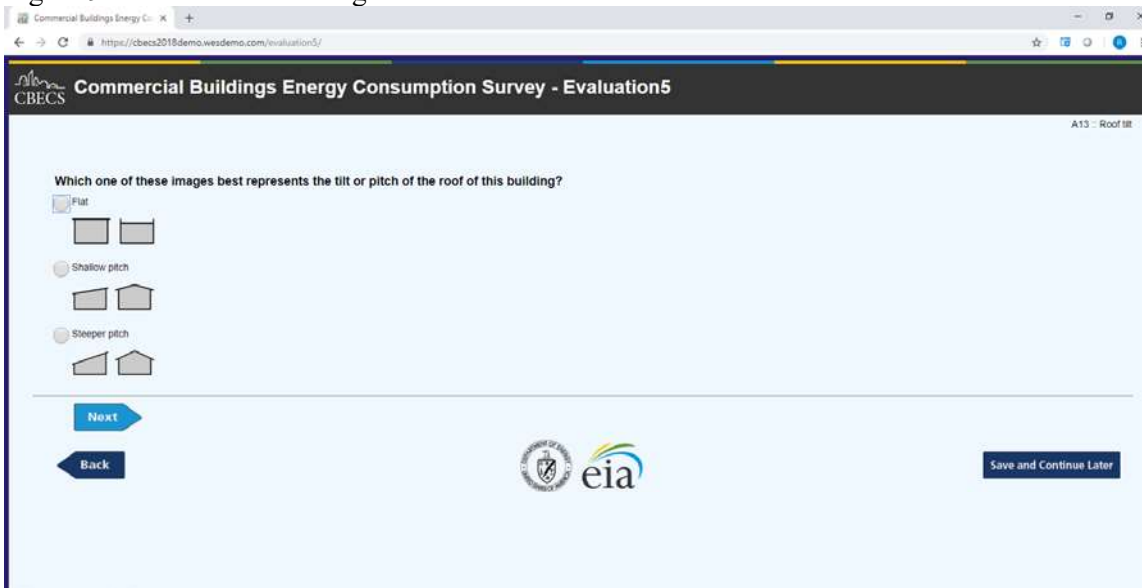 Commercial Buildings Energy Co
https://cbecs2018demo.wesdemo.com/evaluation5/
CBECS
Commercial Buildings Energy Consumption Survey - Evaluation5
A13 :: Roof tilt
Which one of these images best represents the tilt or pitch of the roof of this building?
Flat
Shallow pitch
Steeper pitch
Next
Back
eia
Save and Continue Later